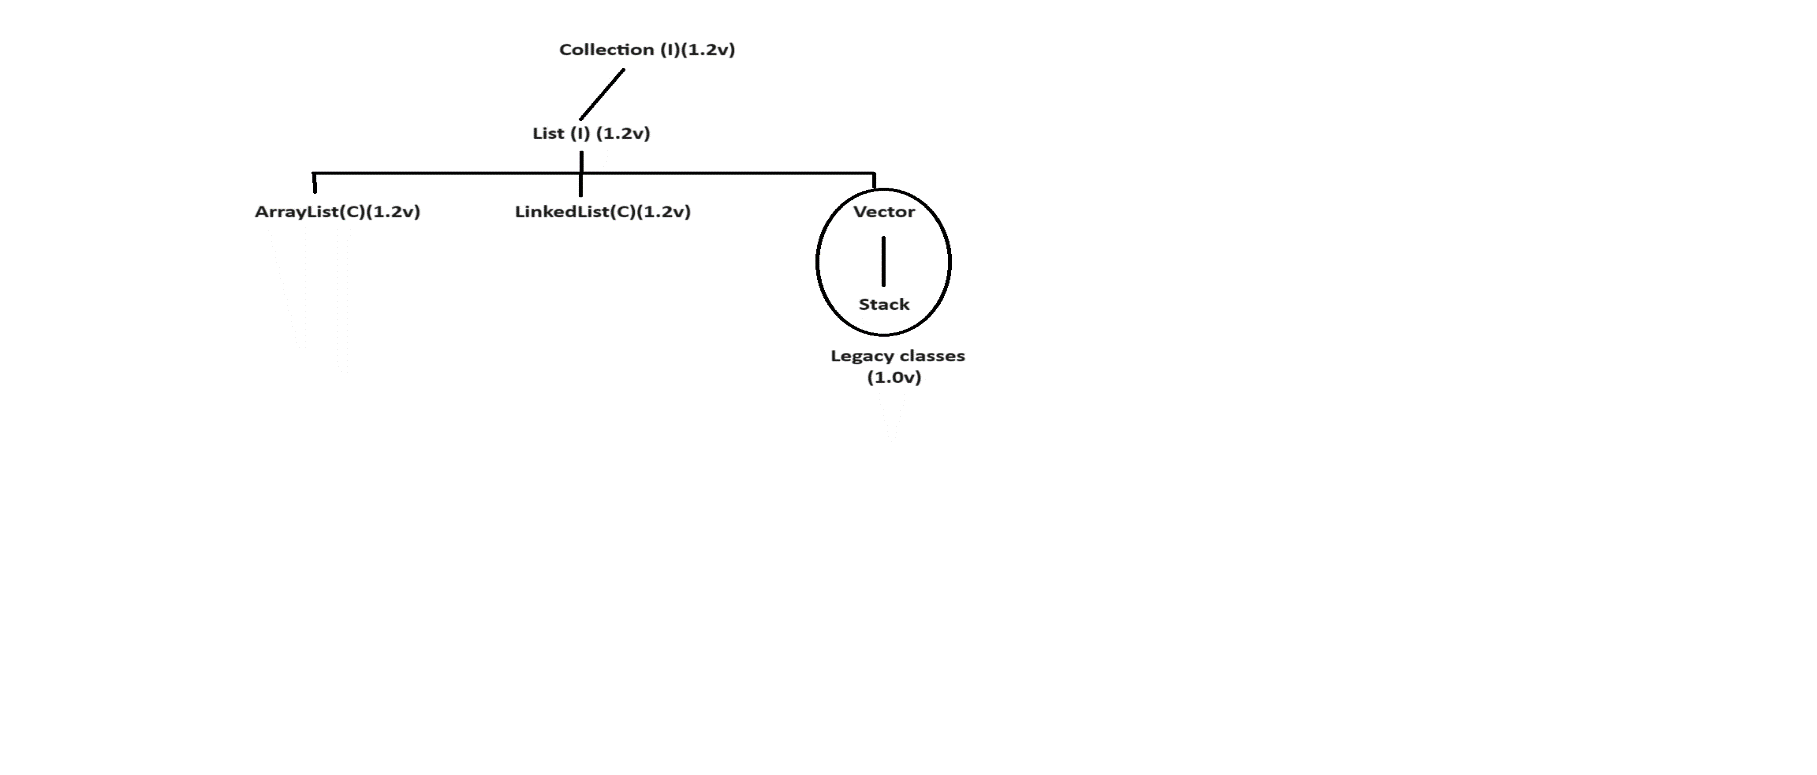 Collection (I)(1.2v)
List (I) (1.2v)
ArrayList(C)(1.2v)
LinkedList(C)(1.2v)
Vector
Stack
Legacy classes
(1.0v)